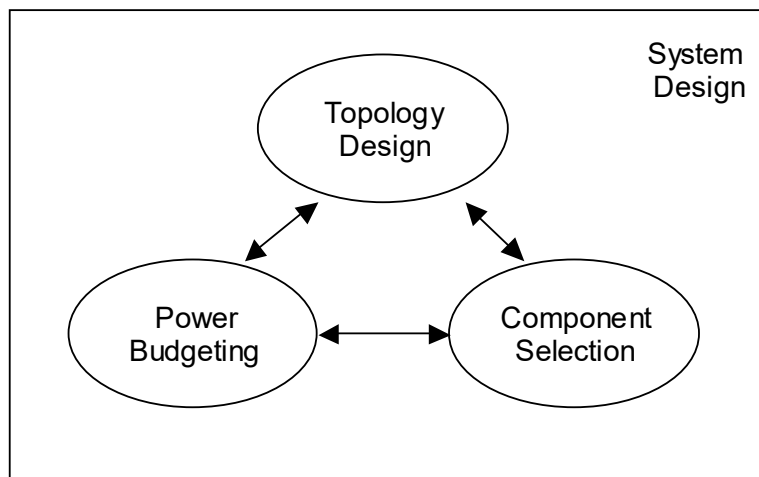 System
Design
Topology
Design
Power
Budgeting
Component
Selection